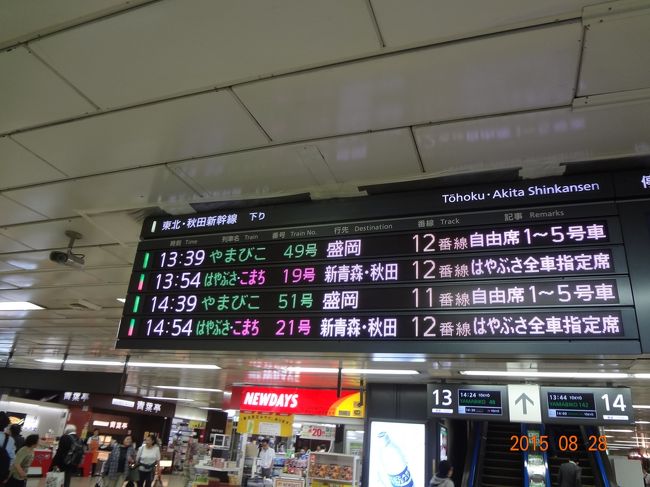 東北・秋田新幹線 下り Tōhoku・Akita Shinkansen
時刻 Time 列車名 Train 番号 Train No. 行先 Destination 番線 Track 記事 Remarks
13:39 やまびこ 49号 盛岡 12番線 自由席1～5号車
13:54 はやぶさ・こまち 19号 新青森・秋田 12番線 はやぶさ全車指定席
14:39 やまびこ 51号 盛岡 11番線 自由席1～5号車
14:54 はやぶさ・こまち 21号 新青森・秋田 12番線 はやぶさ全車指定席
NEWDAYS
13 14:24 14
2015 08 28